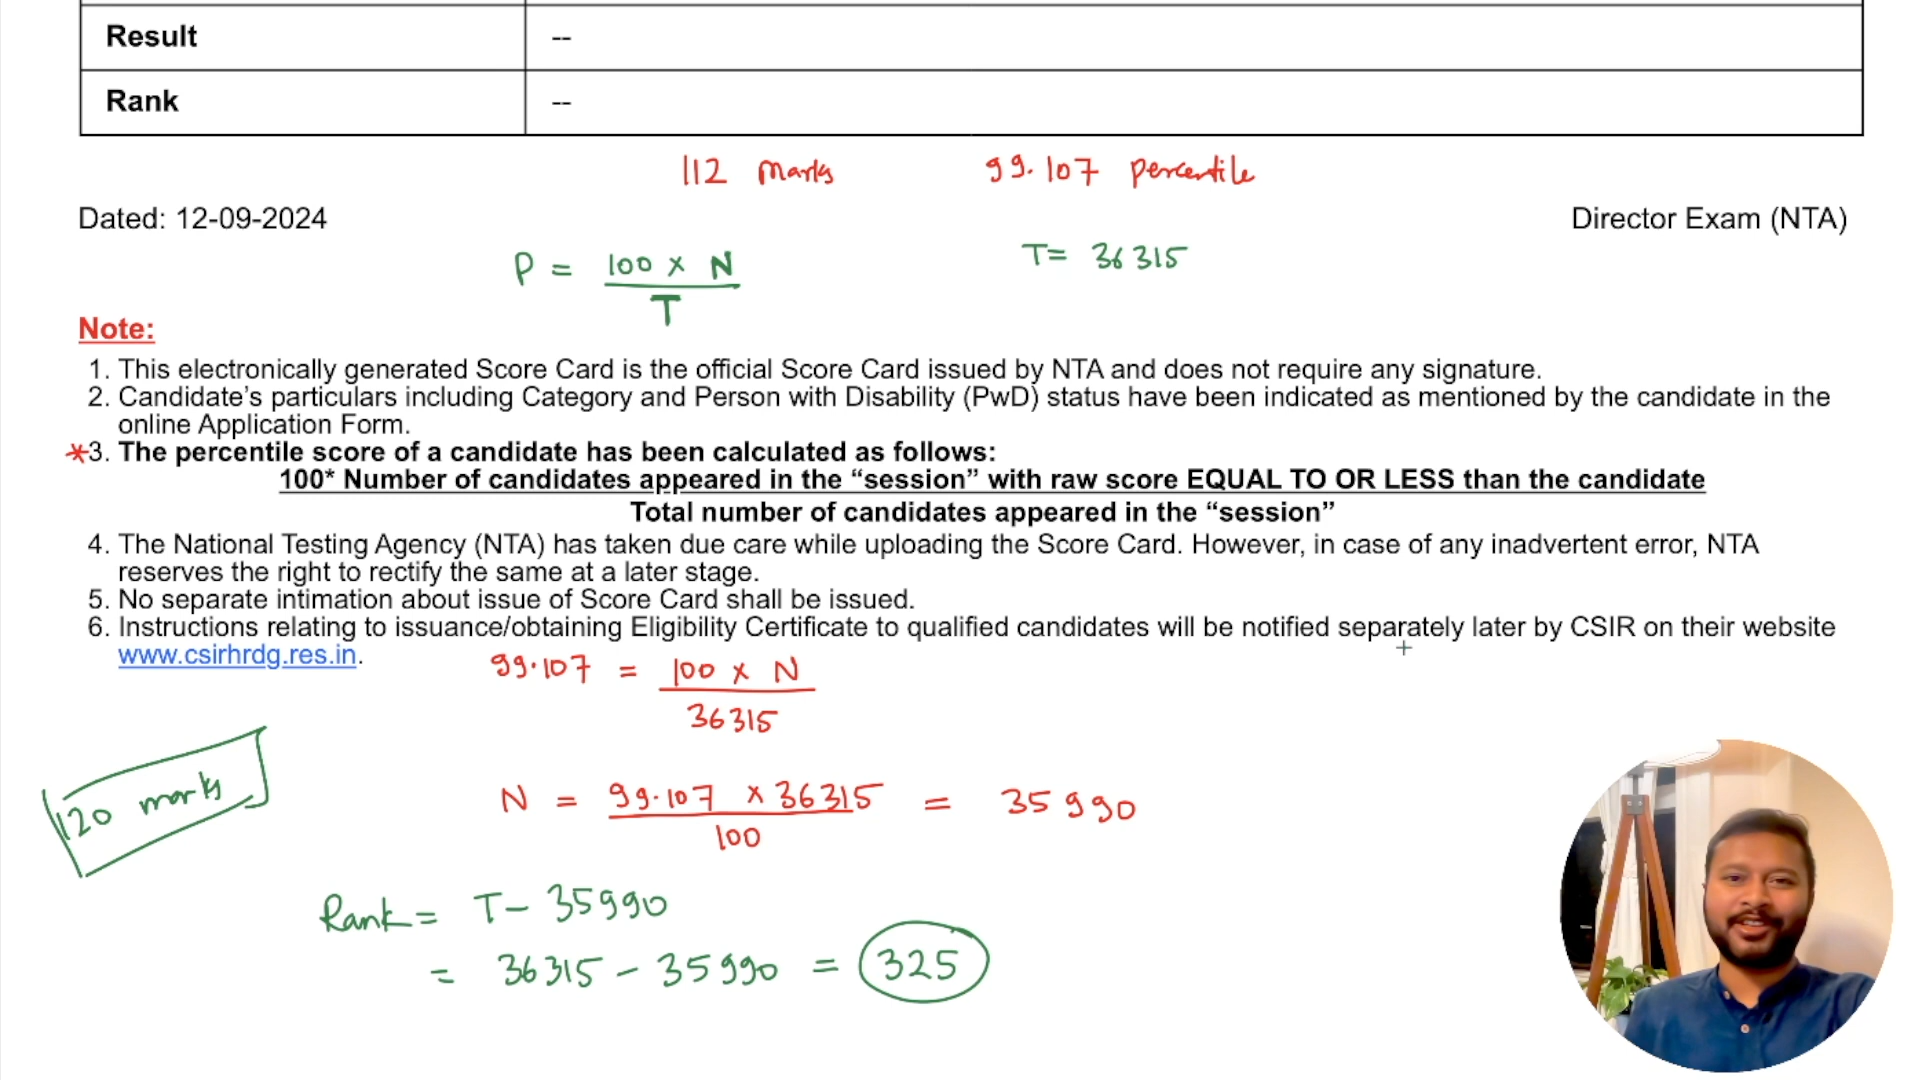 Result --
Rank --
112 marks 99.107 percentile
Dated: 12-09-2024 Director Exam (NTA)
P = 100 x N T= 36315
T
Note:
1. This electronically generated Score Card is the official Score Card issued by NTA and does not require any signature.
2. Candidate’s particulars including Category and Person with Disability (PwD) status have been indicated as mentioned by the candidate in the
online Application Form.
*3. The percentile score of a candidate has been calculated as follows:
100* Number of candidates appeared in the “session” with raw score EQUAL TO OR LESS than the candidate
Total number of candidates appeared in the “session”
4. The National Testing Agency (NTA) has taken due care while uploading the Score Card. However, in case of any inadvertent error, NTA
reserves the right to rectify the same at a later stage.
5. No separate intimation about issue of Score Card shall be issued.
6. Instructions relating to issuance/obtaining Eligibility Certificate to qualified candidates will be notified separately later by CSIR on their website
www.csirhrdg.res.in.
99.107 = 100 x N
36315
120 marks
N = 99.107 x 36315 = 35990
100
Rank = T - 35990
= 36315 - 35990 = 325